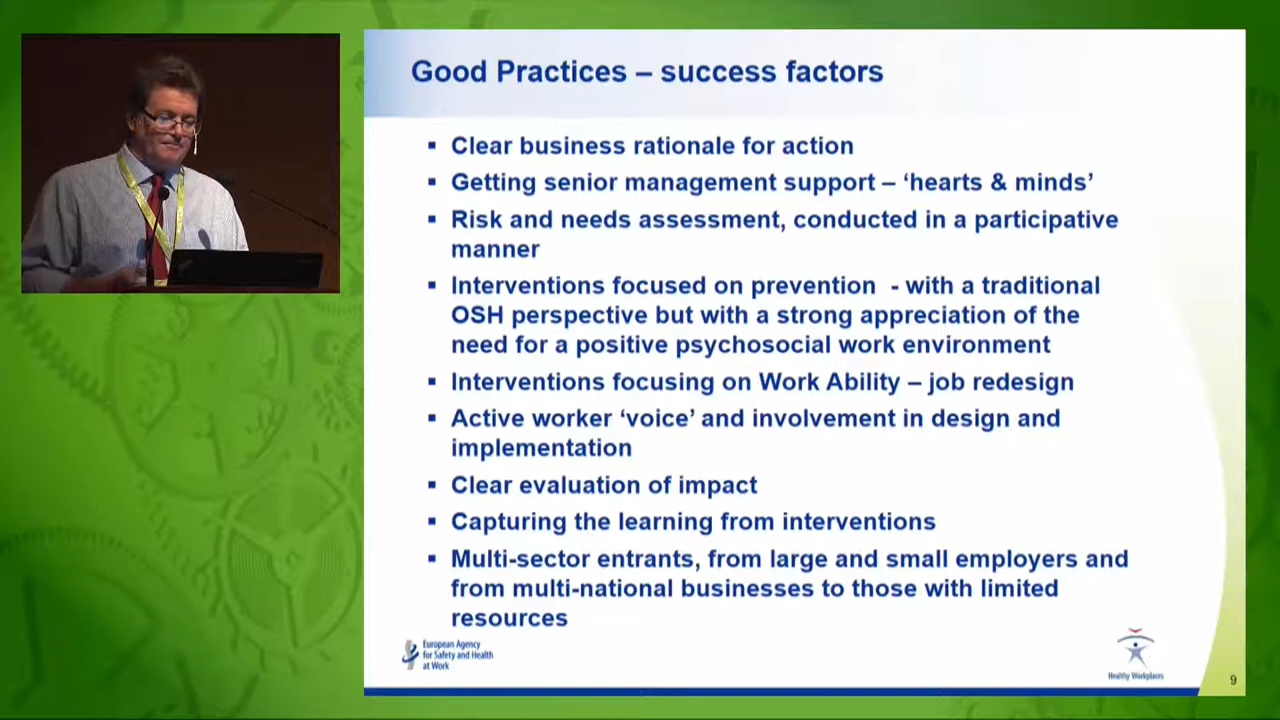 Good Practices – success factors
▪ Clear business rationale for action
▪ Getting senior management support – ‘hearts & minds’
▪ Risk and needs assessment, conducted in a participative
manner
▪ Interventions focused on prevention - with a traditional
OSH perspective but with a strong appreciation of the
need for a positive psychosocial work environment
▪ Interventions focusing on Work Ability – job redesign
▪ Active worker ‘voice’ and involvement in design and
implementation
▪ Clear evaluation of impact
▪ Capturing the learning from interventions
▪ Multi-sector entrants, from large and small employers and
from multi-national businesses to those with limited
resources
European Agency
for Safety and Health
at Work
Healthy Workplaces
9